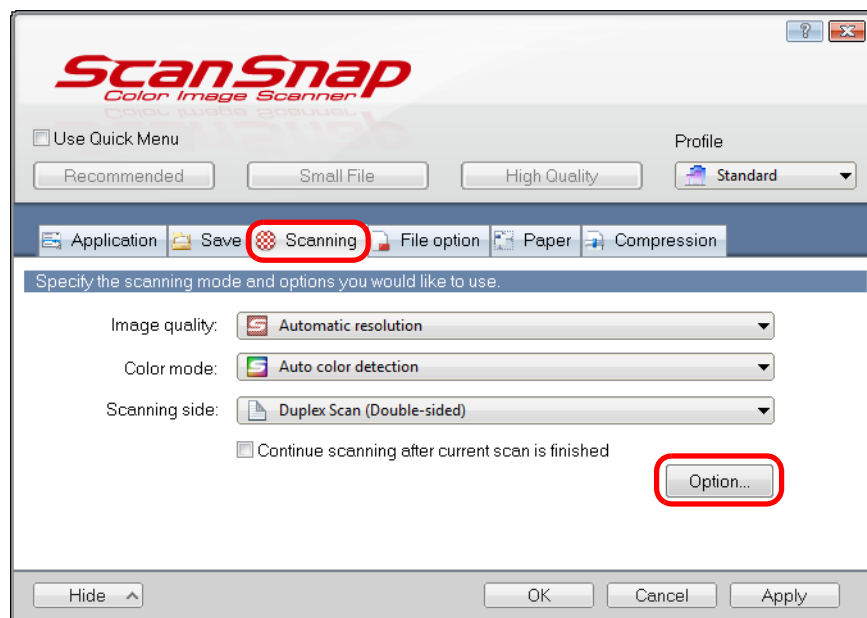 ScanSnap
Color Image Scanner
Use Quick Menu
Profile
Recommended Small File High Quality Standard
Application Save Scanning File option Paper Compression
Specify the scanning mode and options you would like to use.
Image quality: Automatic resolution
Color mode: Auto color detection
Scanning side: Duplex Scan (Double-sided)
Continue scanning after current scan is finished
Option...
Hide OK Cancel Apply